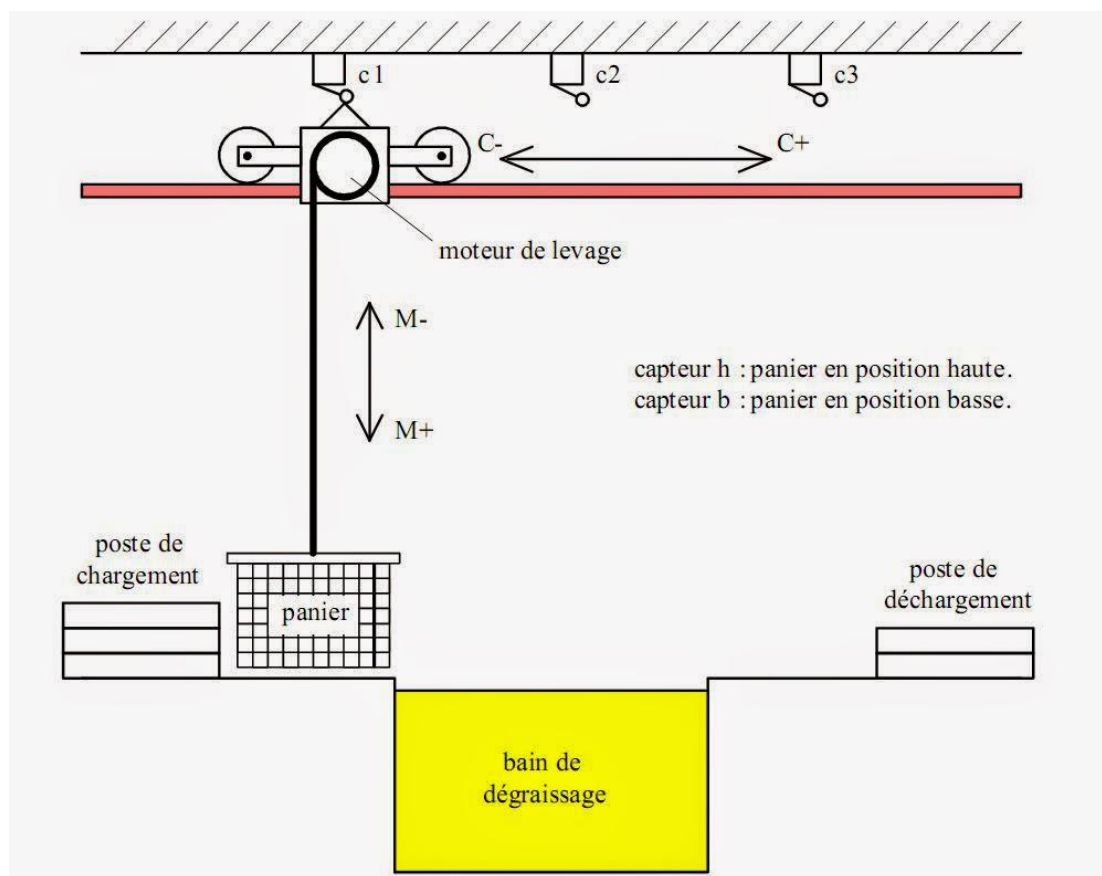 c1
c2
c3
C-
C+
moteur de levage
M-
capteur h : panier en position haute.
capteur b : panier en position basse.
M+
poste de
chargement
panier
poste de
déchargement
bain de
dégraissage